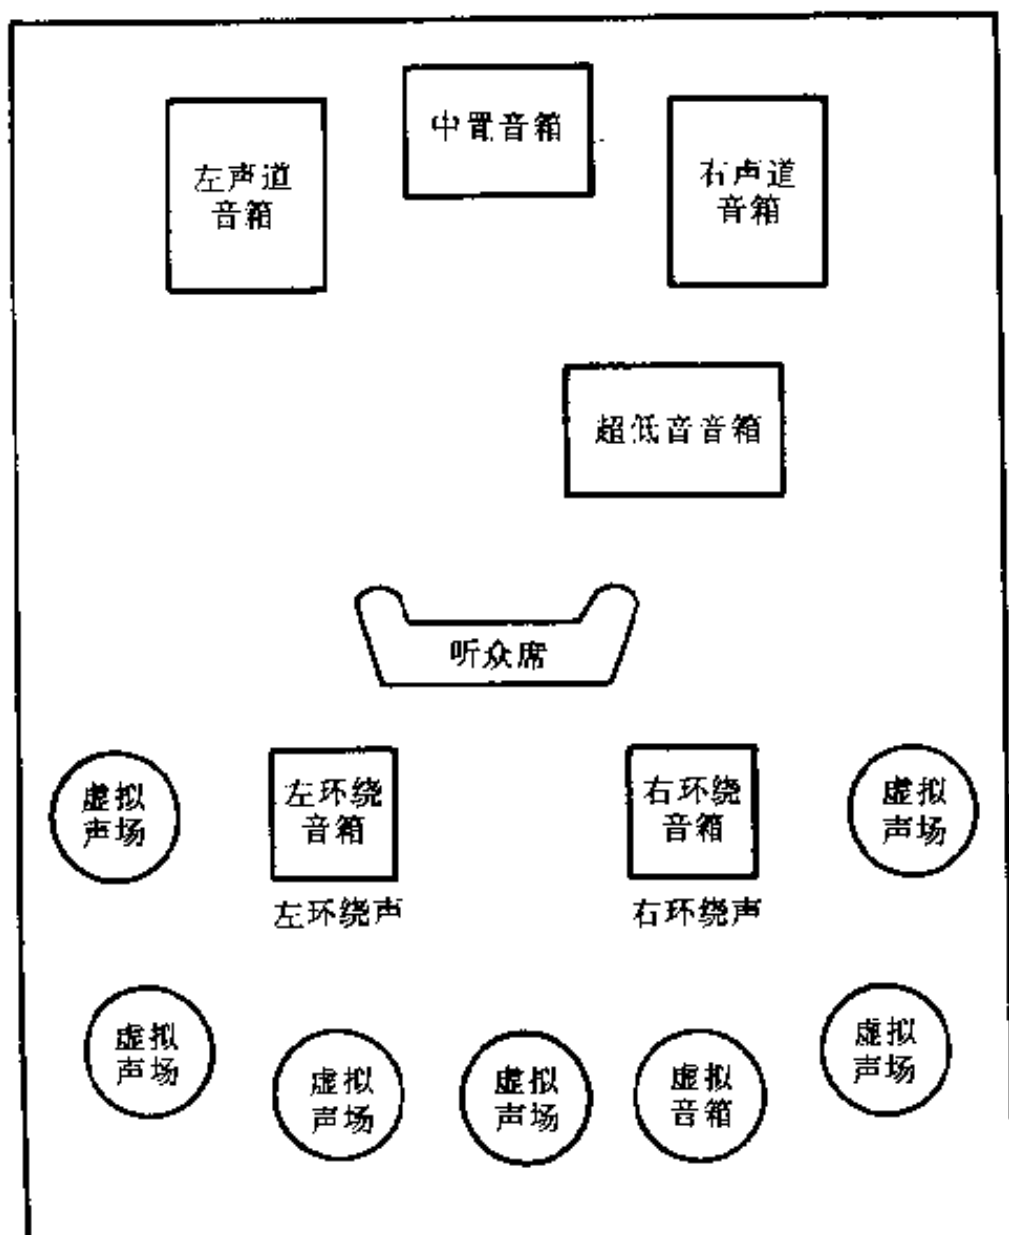 中置音箱
左声道
音箱
右声道
音箱
超低音音箱
听众席
虚拟
声场
左环绕
音箱
右环绕
音箱
虚拟
声场
左环绕声
右环绕声
虚拟
声场
虚拟
声场
虚拟
声场
虚拟
音箱
虚拟
声场